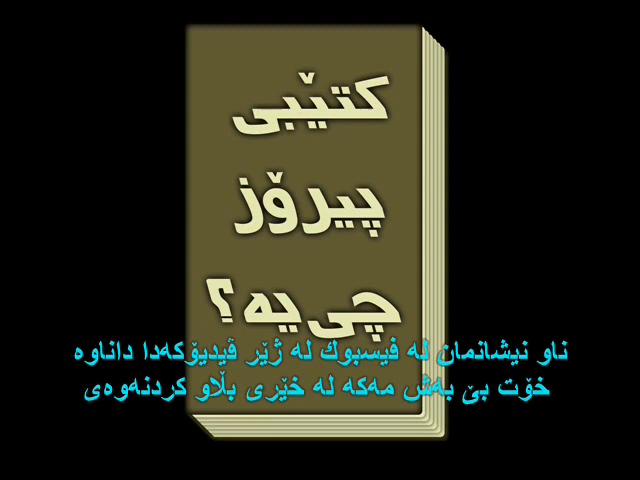 کتێبی
پیرۆز
چی یە؟
ناو نیشانمان لە فیسبوك لە ژێر ڤیدیۆکەدا داناوە
خۆت بێ بەش مەکە لە خێری بڵاو کردنەوەی